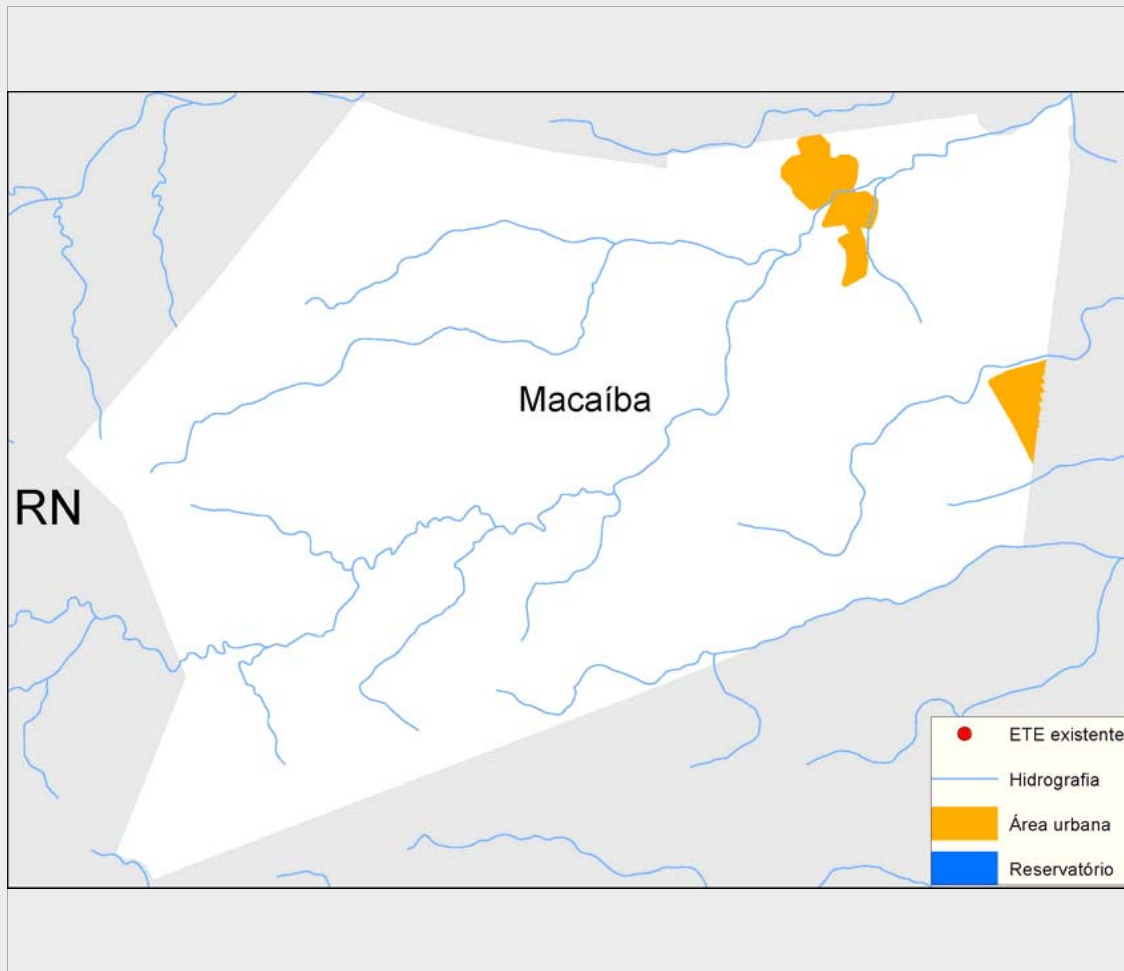 Macaíba
RN
ETE existente
Hidrografia
Área urbana
Reservatório